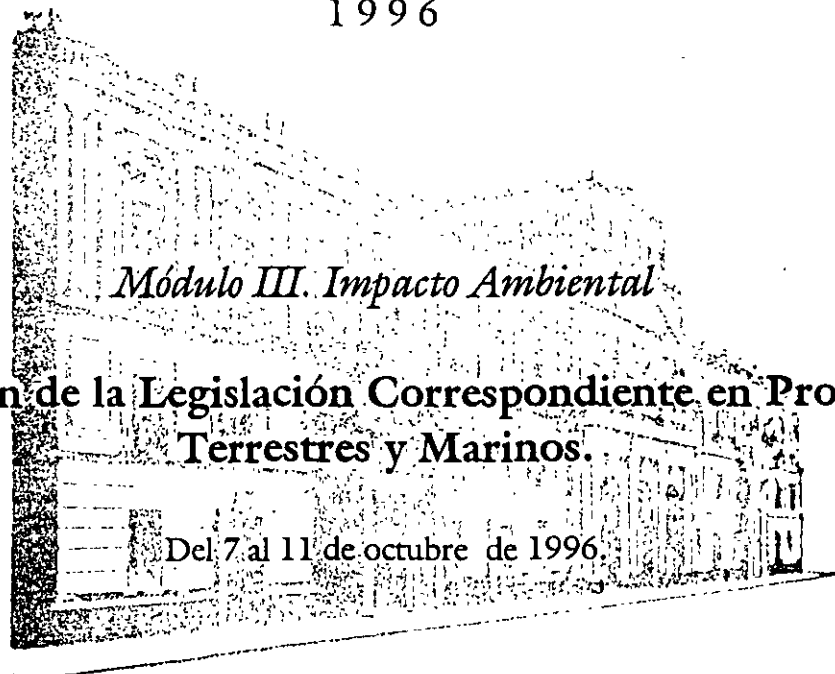 1996
Módulo III. Impacto Ambiental
n de la Legislación Correspondiente en Pro
Terrestres y Marinos.
Del 7 al 11 de octubre de 1996.